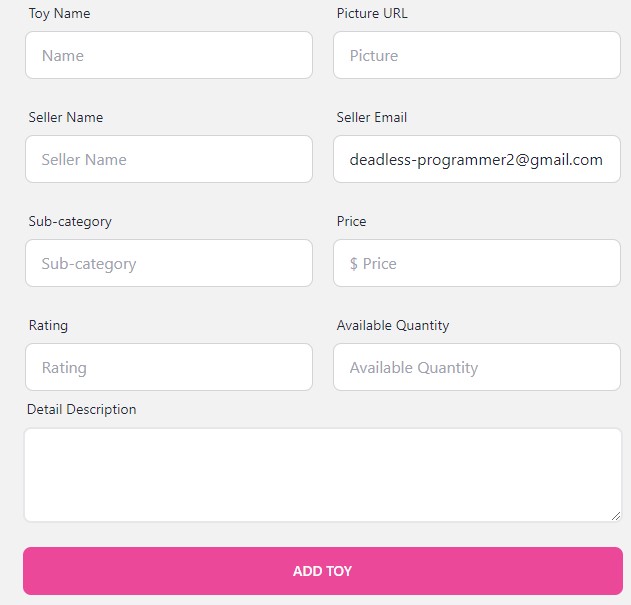 Toy Name
Picture URL
Name
Picture
Seller Name
Seller Email
Seller Name
deadless-programmer2@gmail.com
Sub-category
Price
Sub-category
$ Price
Rating
Available Quantity
Rating
Available Quantity
Detail Description
ADD TOY